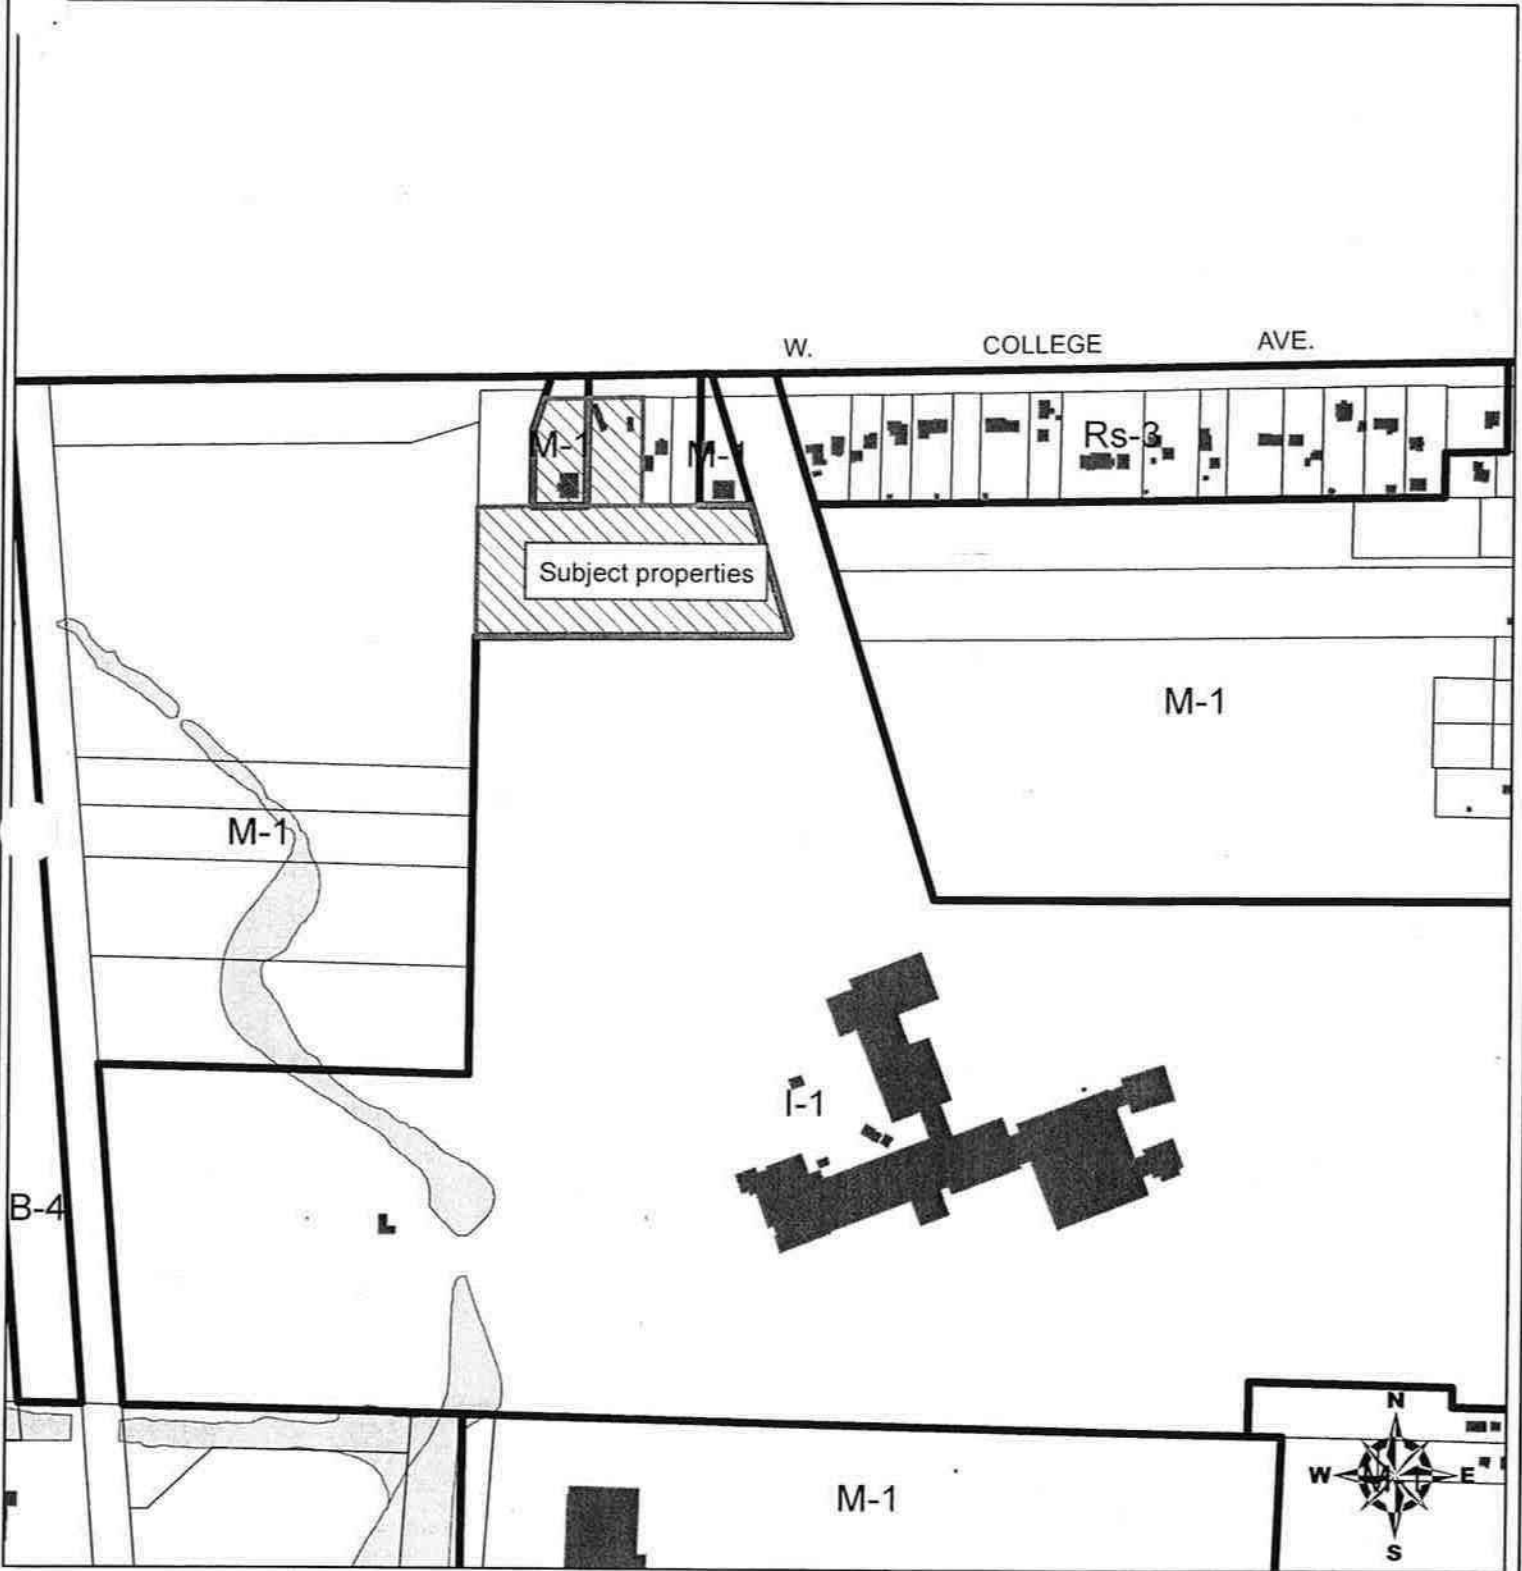 W. COLLEGE AVE.
M-1
M-1
Rs-3
Subject properties
M-1
M-1
I-1
B-4
M-1
N
W
E
S